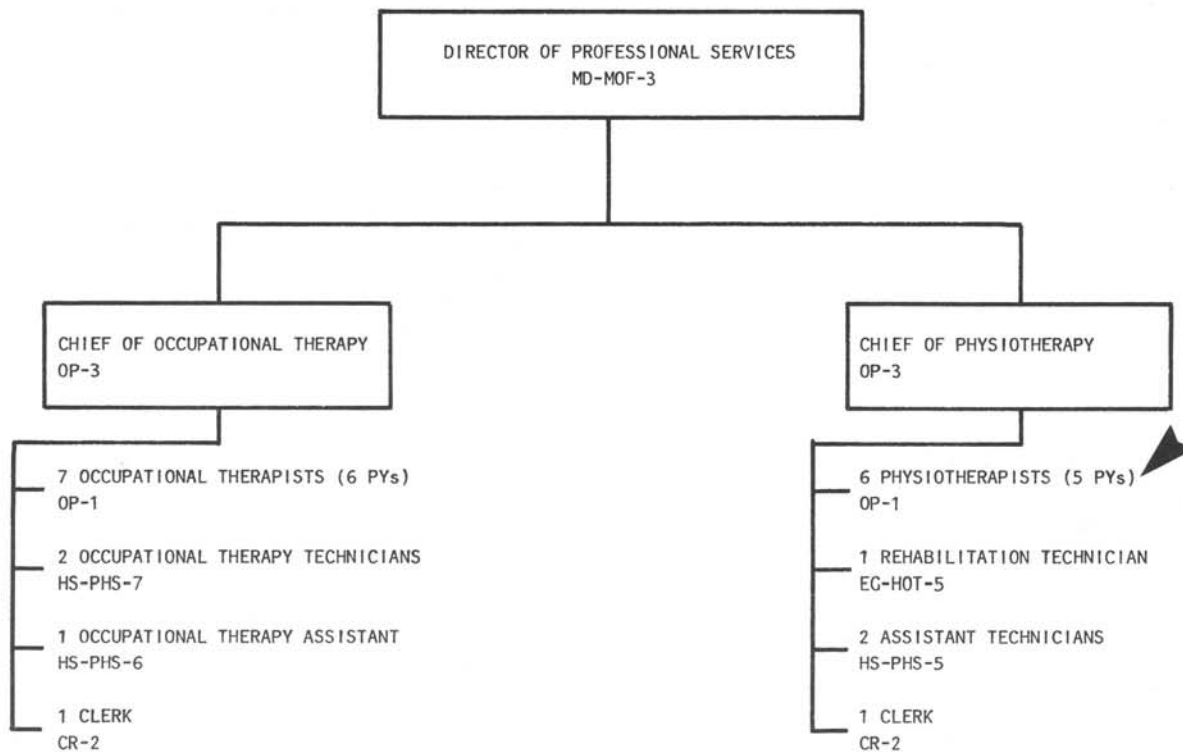 DIRECTOR OF PROFESSIONAL SERVICES
MD-MOF-3
CHIEF OF OCCUPATIONAL THERAPY
OP-3
7 OCCUPATIONAL THERAPISTS (6 PYs)
OP-1
2 OCCUPATIONAL THERAPY TECHNICIANS
HS-PHS-7
1 OCCUPATIONAL THERAPY ASSISTANT
HS-PHS-6
1 CLERK
CR-2
CHIEF OF PHYSIOTHERAPY
OP-3
6 PHYSIOTHERAPISTS (5 PYs)
OP-1
1 REHABILITATION TECHNICIAN
EG-HOT-5
2 ASSISTANT TECHNICIANS
HS-PHS-5
1 CLERK
CR-2